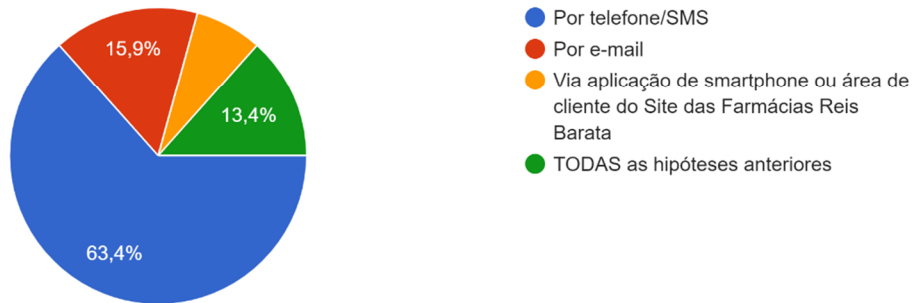 15,9%
13,4%
63,4%
Por telefone/SMS
Por e-mail
Via aplicação de smartphone ou área de
cliente do Site das Farmácias Reis
Barata
TODAS as hipóteses anteriores